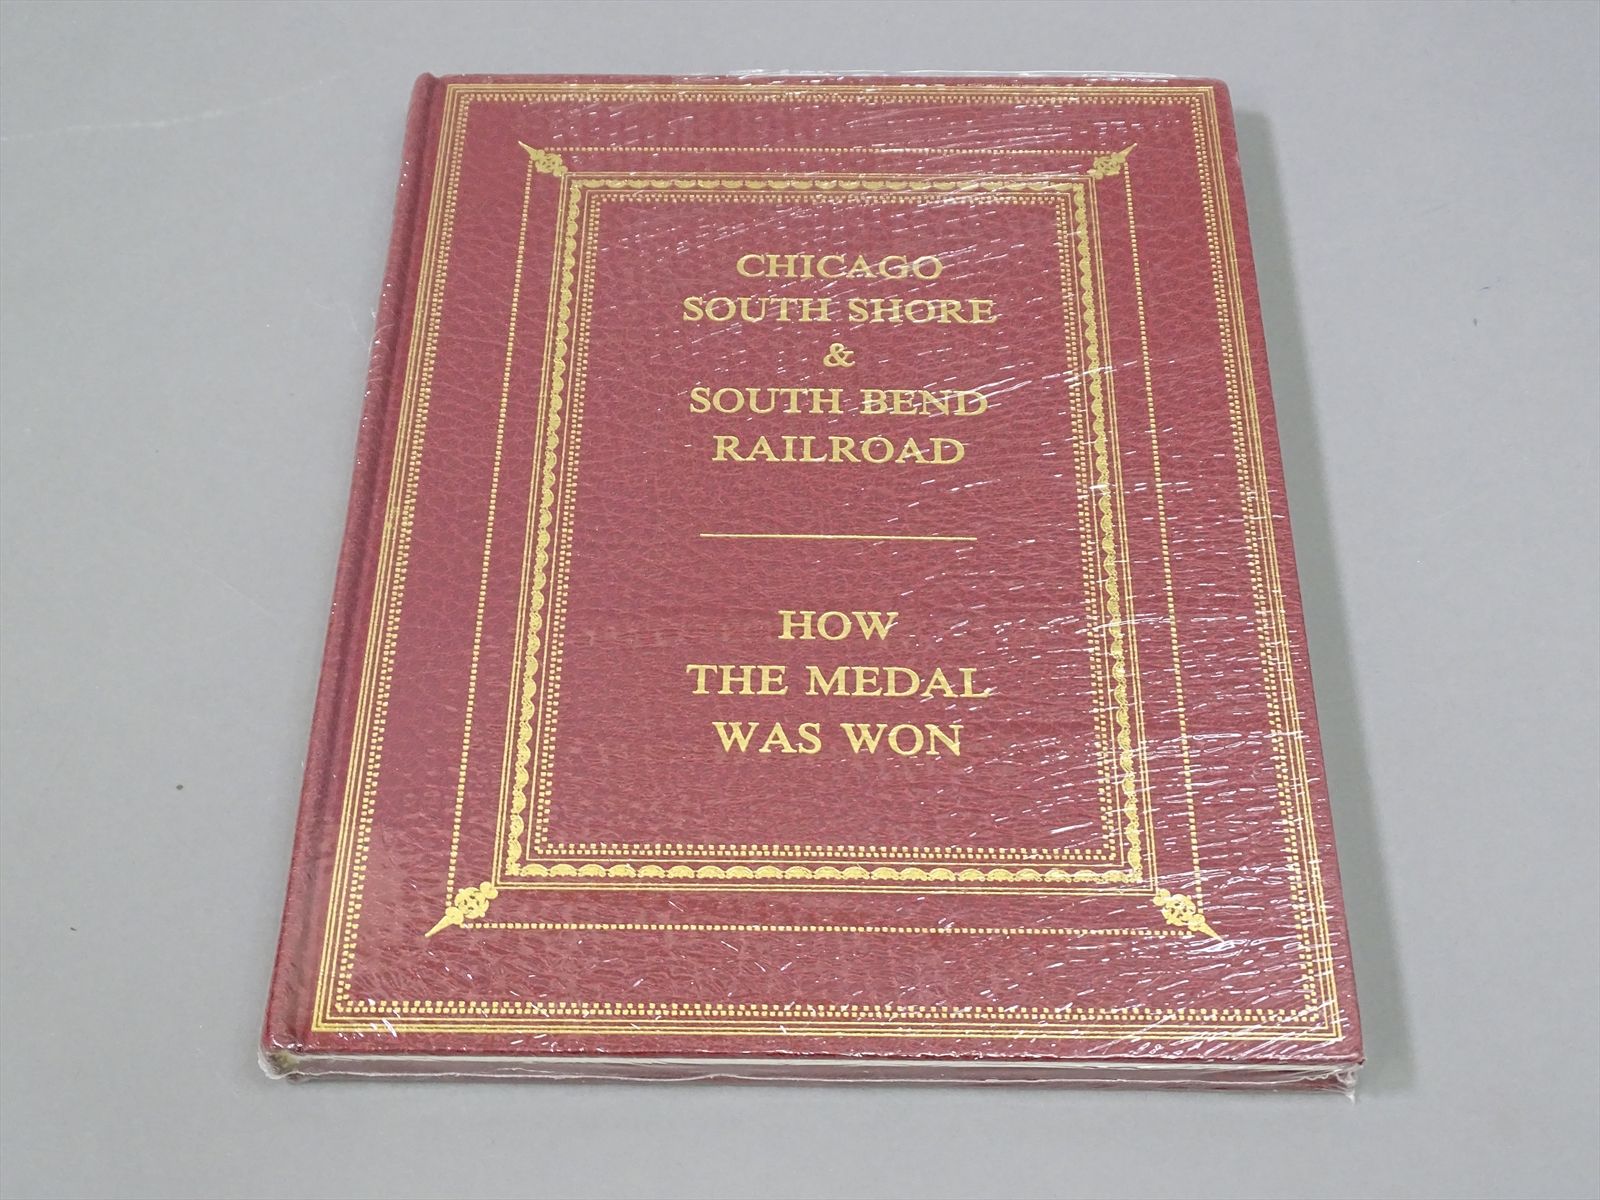 CHICAGO
SOUTH SHORE
&
SOUTH BEND
RAILROAD
HOW
THE MEDAL
WAS WON